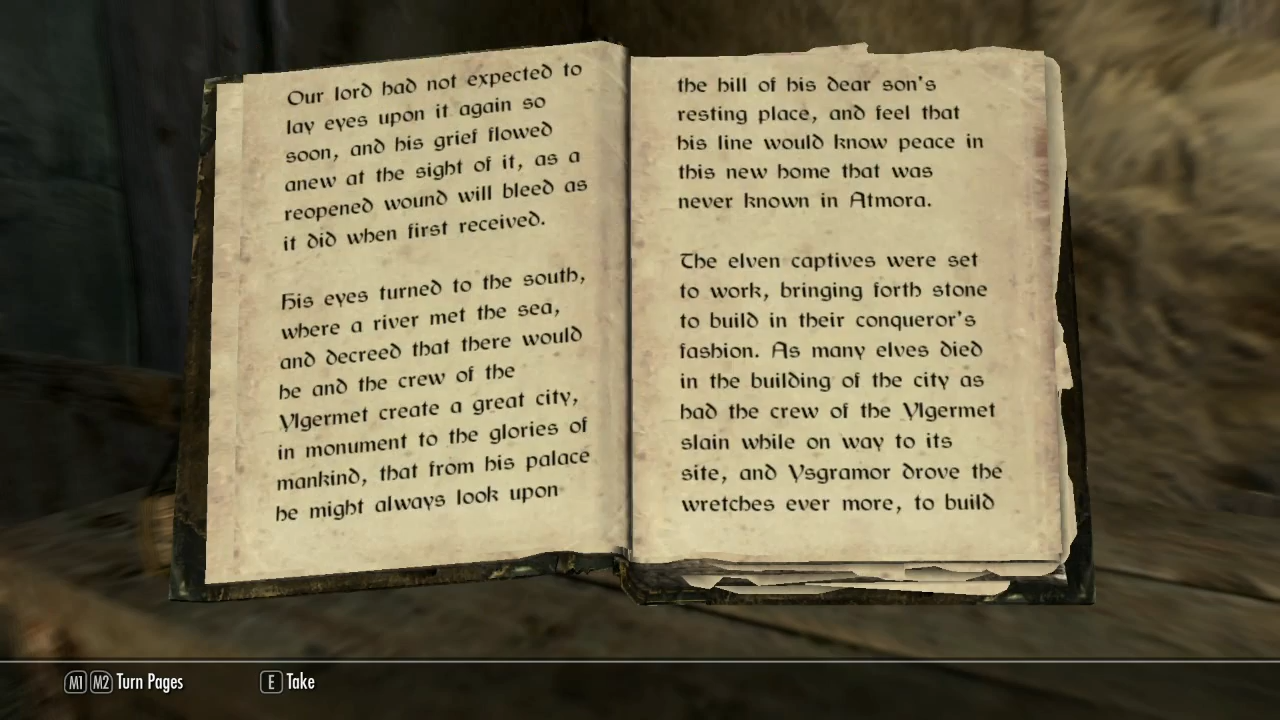 Our lord had not expected to
lay eyes upon it again so
soon, and his grief flowed
anew at the sight of it, as a
reopened wound will bleed as
it did when first received.
His eyes turned to the south,
where a river met the sea,
and decreed that there would
he and the crew of the
Ylgermet create a great city,
in monument to the glories of
mankind, that from his palace
he might always look upon
the hill of his dear son's
resting place, and feel that
his line would know peace in
this new home that was
never known in Atmora.
The elven captives were set
to work, bringing forth stone
to build in their conqueror's
fashion. As many elves died
in the building of the city as
had the crew of the Ylgermet
slain while on way to its
site, and Ysgramor drove the
wretches ever more, to build
M1 M2 Turn Pages
E Take